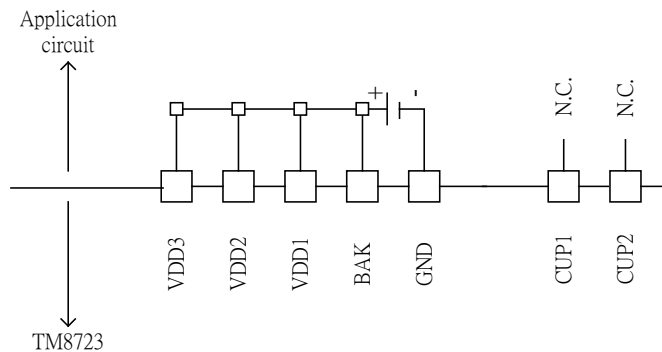 Application
circuit
+
-
N.C.
N.C.
VDD3
VDD2
VDD1
BAK
GND
CUP1
CUP2
TM8723